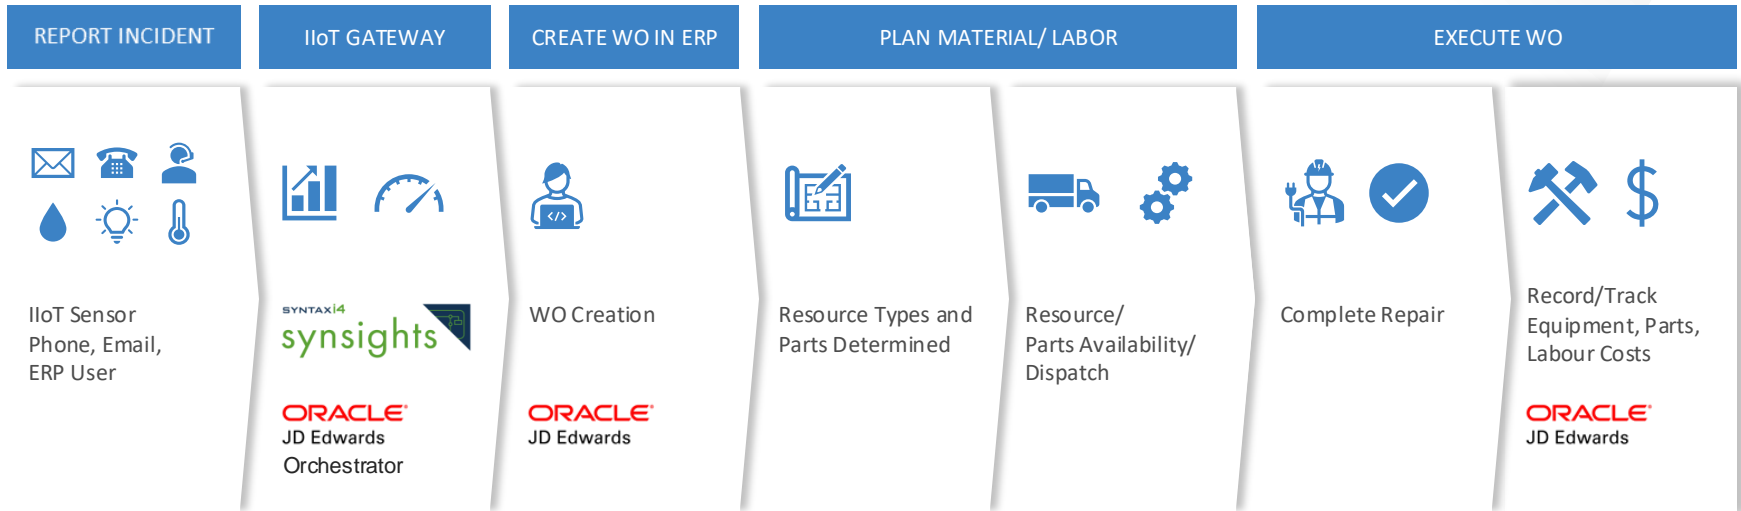 REPORT INCIDENT
IIoT GATEWAY
CREATE WO IN ERP
PLAN MATERIAL/ LABOR
EXECUTE WO
</>
IIoT Sensor
Phone, Email,
ERP User
SYNTAXi4
synsights
ORACLE
JD Edwards
Orchestrator
WO Creation
ORACLE
JD Edwards
Resource Types and
Parts Determined
Resource/
Parts Availability/
Dispatch
Complete Repair
$
Record/Track
Equipment, Parts,
Labour Costs
ORACLE
JD Edwards